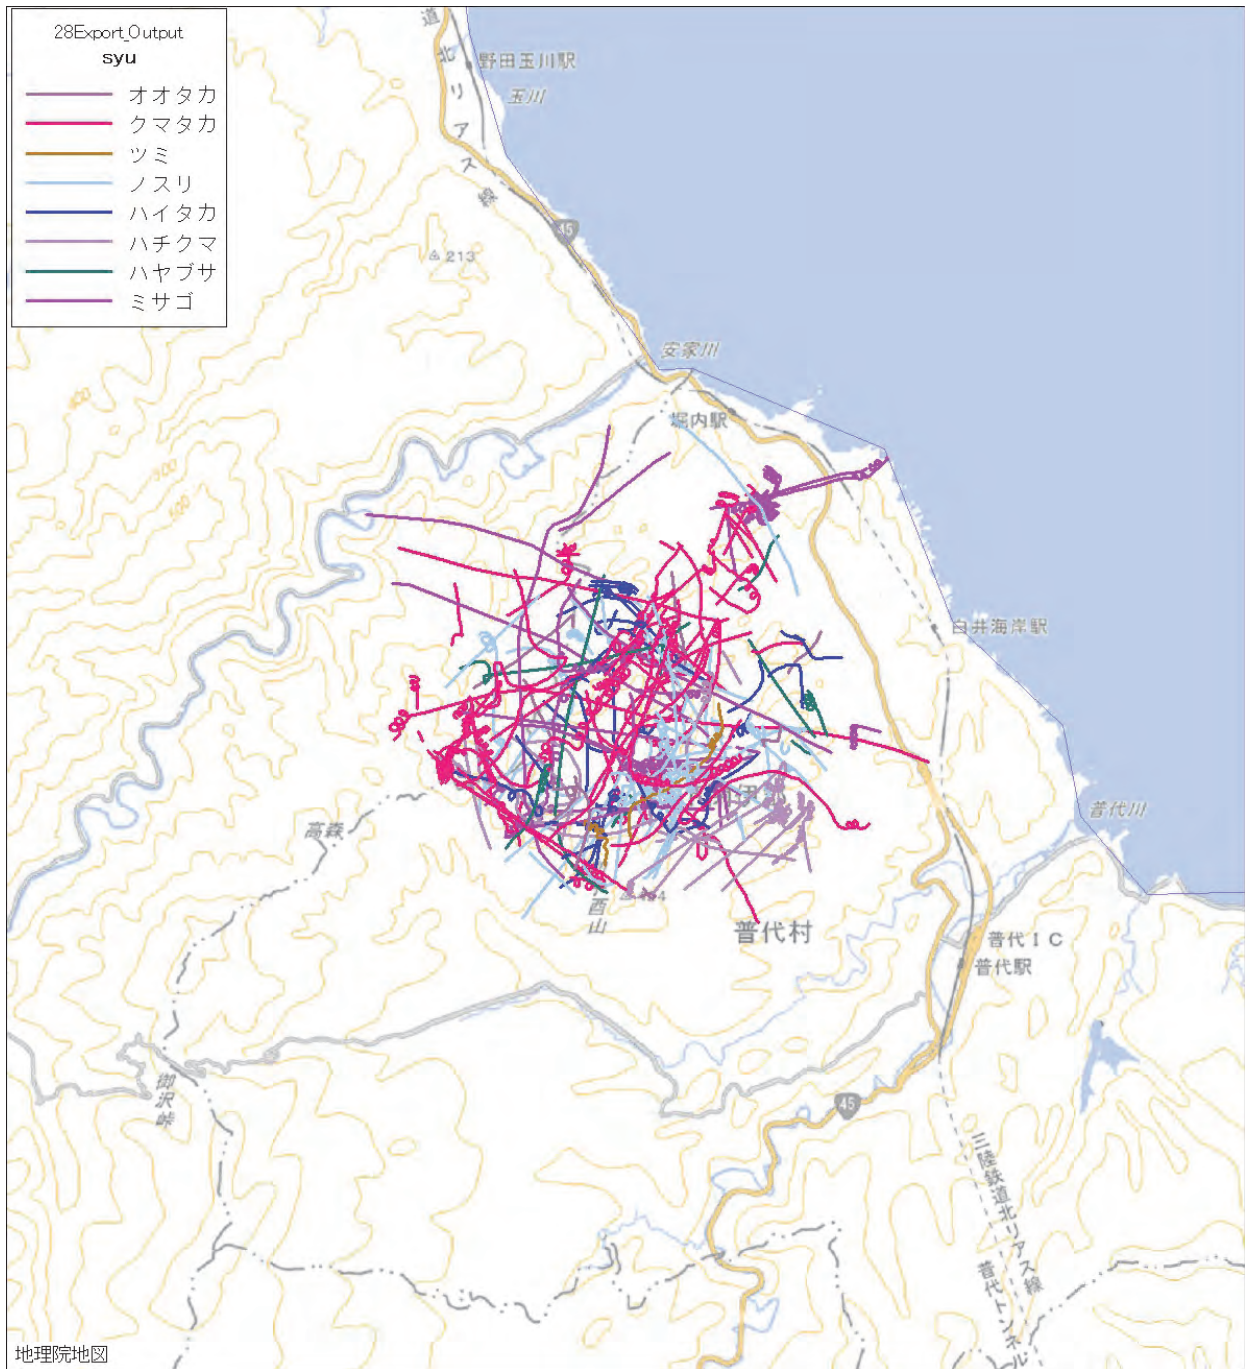 28Export_Output
syu
オオタカ
クマタカ
ツミ
ノスリ
ハイタカ
ハチクマ
ハヤブサ
ミサゴ
道北リアス線
野田玉川駅
玉川
45
213
安家川
堀内駅
400
白井海岸駅
普代川
高森
酉山
普代村
普代IC
普代駅
御沢峠
45
三陸鉄道北リアス線
普代トンネル
地理院地図